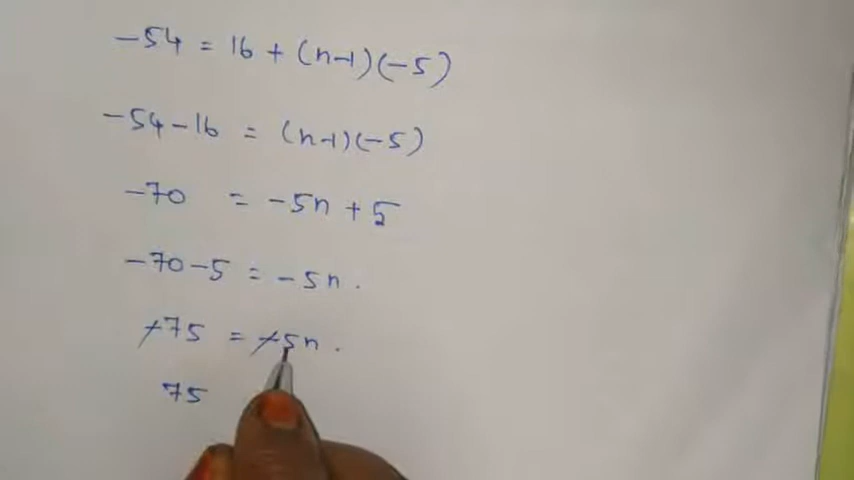 -54 = 16 + (n-1)(-5)
-54-16 = (n-1)(-5)
-70 = -5n + 5
-70-5 = -5n.
-75 = -5n.
75